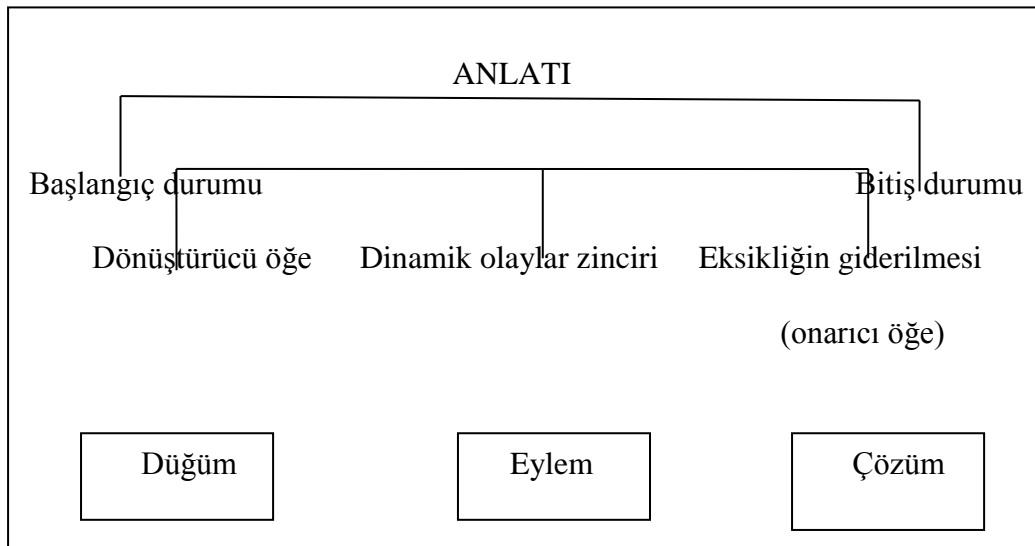 ANLATI
Başlangıç durumu Bitiş durumu
Dönüştürücü öğe Dinamik olaylar zinciri Eksikliğin giderilmesi
(onarıcı öğe)
Düğüm Eylem Çözüm